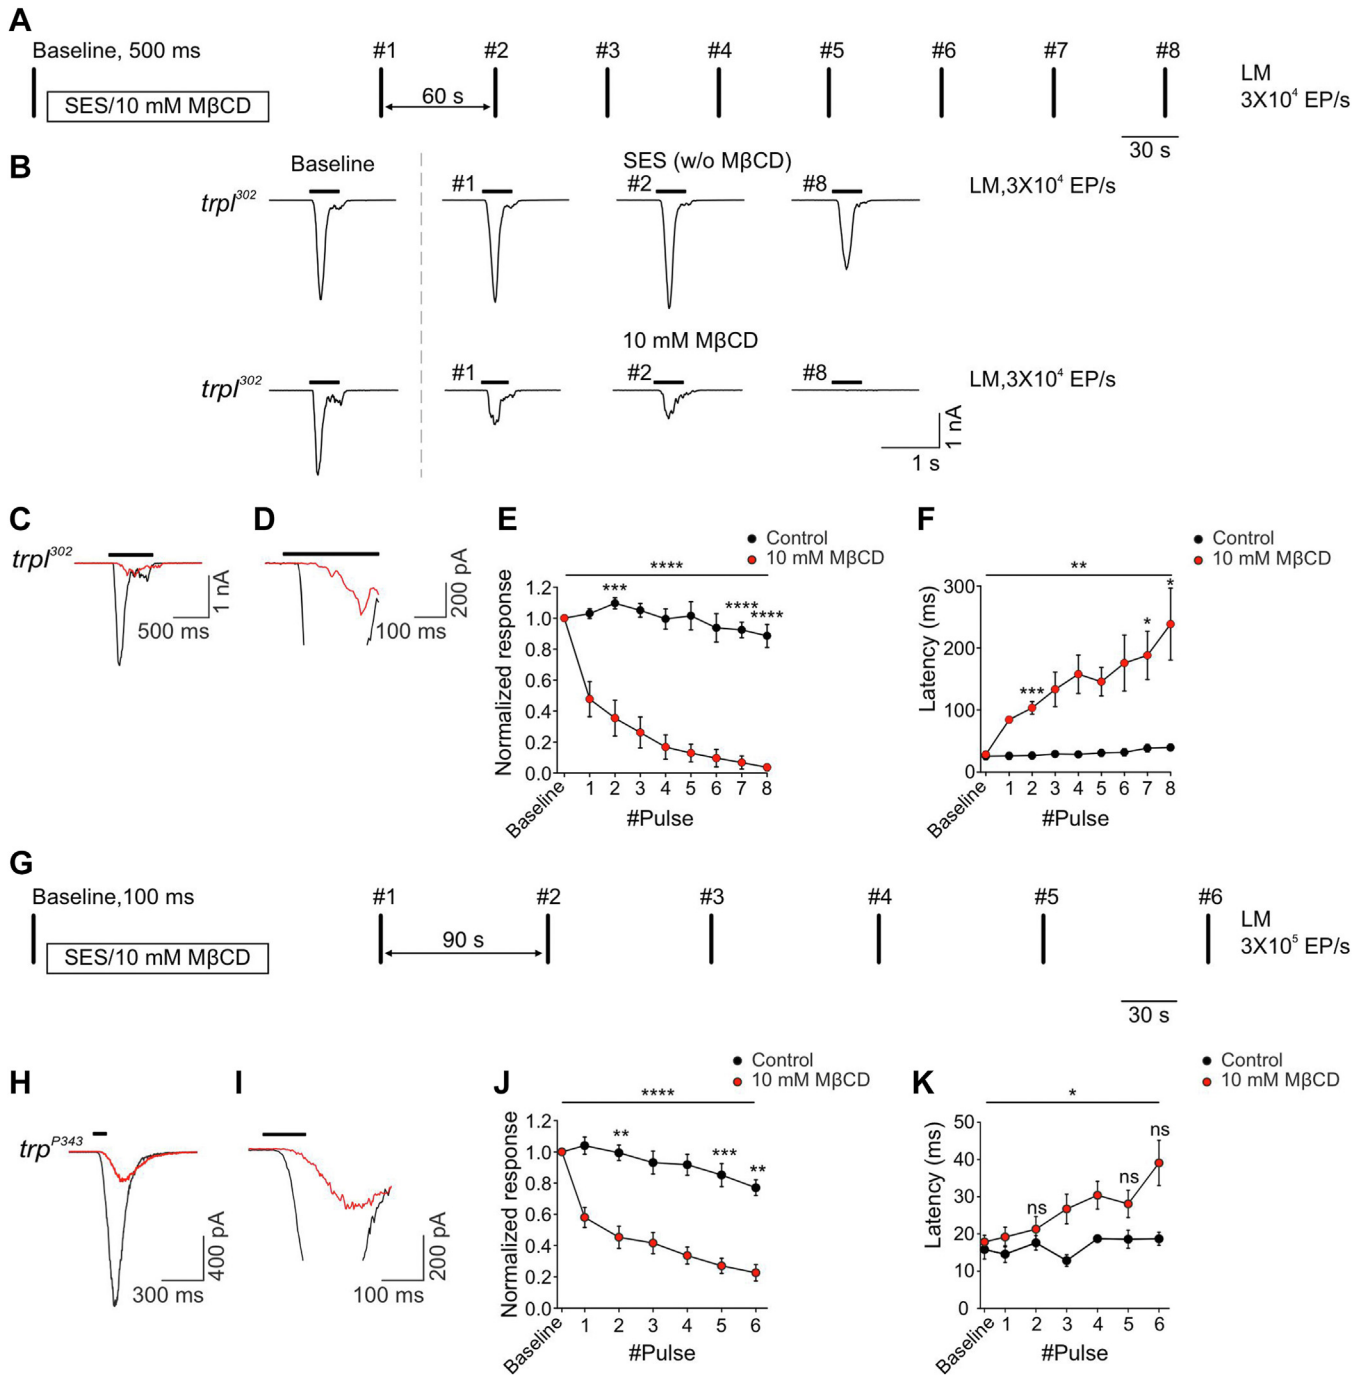 A
Baseline, 500 ms
#1
#2
#3
#4
#5
#6
#7
#8
LM
3X10⁴ EP/s
SES/10 mM MβCD
60 s
30 s
B
Baseline
SES (w/o MβCD)
trpl³⁰²
#1
#2
#8
LM,3X10⁴ EP/s
10 mM MβCD
trpl³⁰²
#1
#2
#8
LM,3X10⁴ EP/s
1 nA
1 s
C
trpl³⁰²
1 nA
500 ms
D
200 pA
100 ms
E
Control
10 mM MβCD
****
***
****
****
Normalized response
1.2
1.0
0.8
0.6
0.4
0.2
0.0
Baseline
1
2
3
4
5
6
7
8
#Pulse
F
Control
10 mM MβCD
**
***
*
*
Latency (ms)
300
200
100
0
Baseline
1
2
3
4
5
6
7
8
#Pulse
G
Baseline,100 ms
#1
#2
#3
#4
#5
#6
LM
3X10⁵ EP/s
SES/10 mM MβCD
90 s
30 s
H
trpᴾ³⁴³
400 pA
300 ms
I
200 pA
100 ms
J
Control
10 mM MβCD
****
**
***
**
Normalized response
1.2
1.0
0.8
0.6
0.4
0.2
0.0
Baseline
1
2
3
4
5
6
#Pulse
K
Control
10 mM MβCD
*
ns
ns
ns
Latency (ms)
50
40
30
20
10
0
Baseline
1
2
3
4
5
6
#Pulse